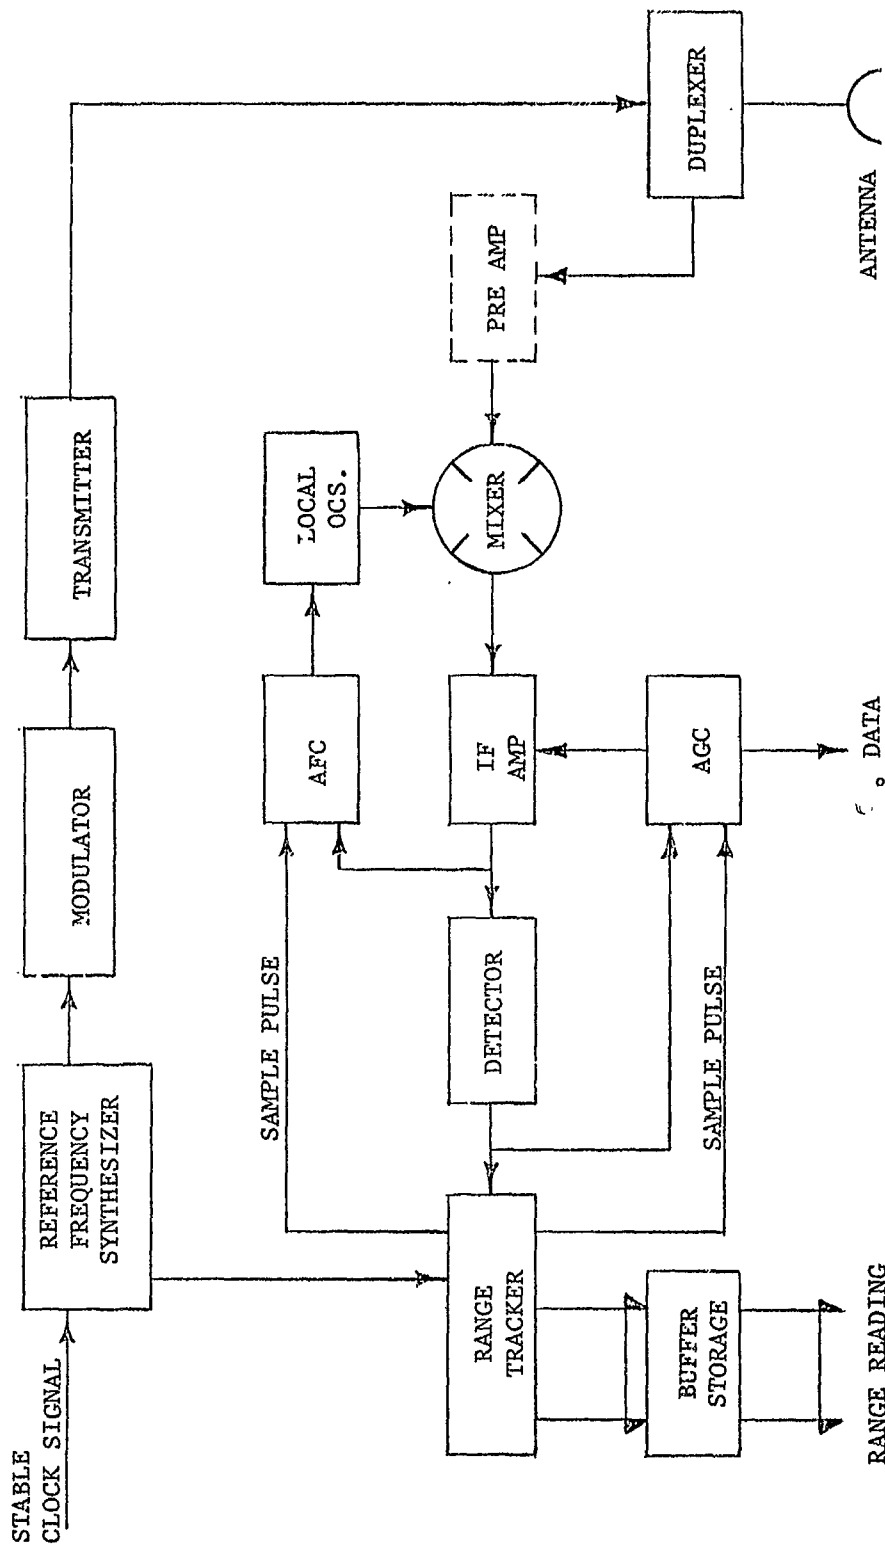 STABLE
CLOCK SIGNAL
REFERENCE
FREQUENCY
SYNTHESIZER
MODULATOR
TRANSMITTER
SAMPLE PULSE
AFC
LOCAL
OCS.
RANGE
TRACKER
DETECTOR
IF
AMP
MIXER
PRE AMP
DUPLEXER
BUFFER
STORAGE
SAMPLE PULSE
AGC
RANGE READING
DATA
ANTENNA